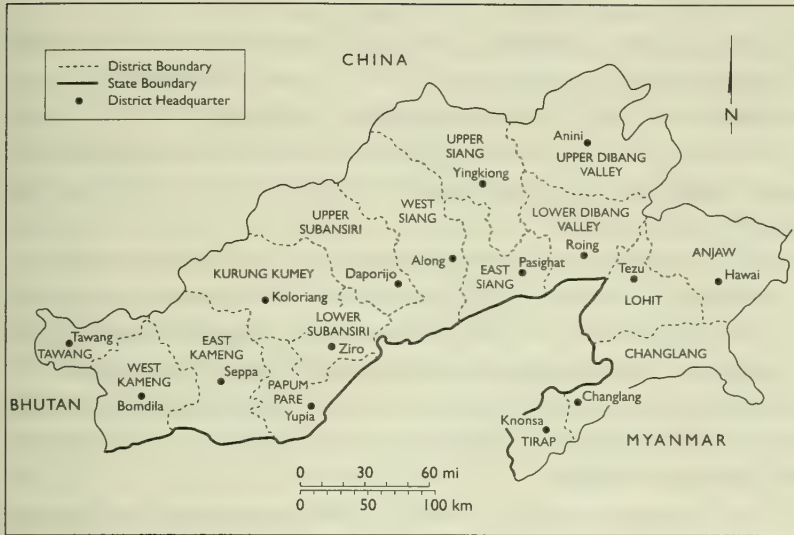 District Boundary
State Boundary
District Headquarter
CHINA
N
UPPER
SIANG
Yingkiong
Anini
UPPER DIBANG
VALLEY
WEST
SIANG
LOWER DIBANG
VALLEY
Roing
UPPER
SUBANSIRI
Along
EAST
SIANG
Pasighat
ANJAW
Hawai
Tezu
LOHIT
Daporijo
KURUNG KUMEY
Koloriang
LOWER
SUBANSIRI
Ziro
Tawang
TAWANG
WEST
KAMENG
Bomdila
EAST
KAMENG
Seppa
PAPUM
PARE
Yupia
CHANGLANG
Changlang
Knonsa
TIRAP
BHUTAN
MYANMAR
0 30 60 mi
0 50 100 km